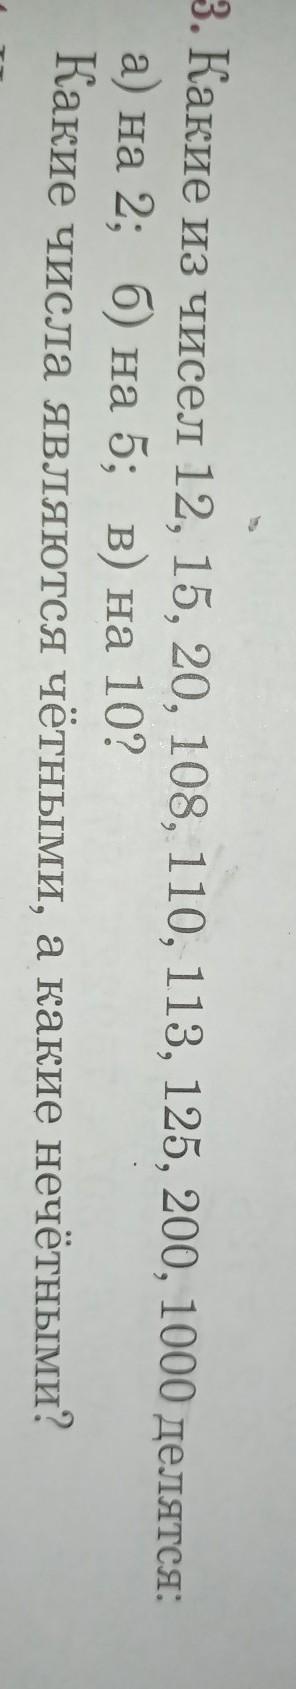 3. Какие из чисел 12, 15, 20, 108, 110, 113, 125, 200, 1000 делятся:
а) на 2; б) на 5; в) на 10?
Какие числа являются чётными, а какие нечётными?